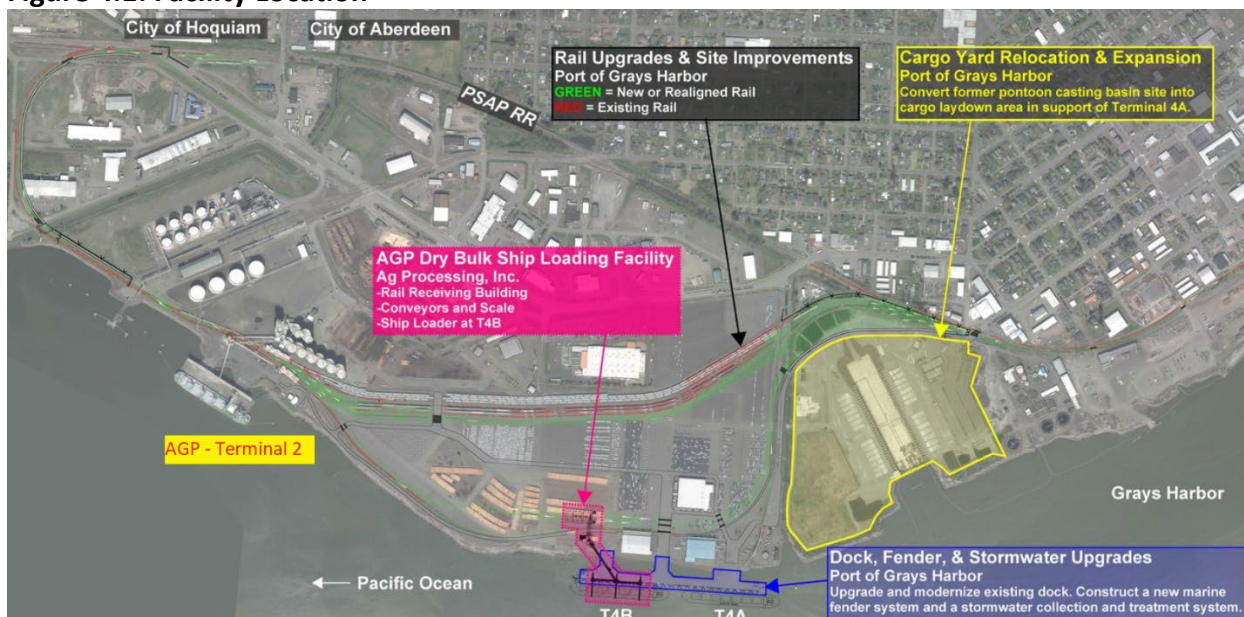 Figure Facility Location
City of Hoquiam
City of Aberdeen
PSAP RR
Rail Upgrades & Site Improvements
Port of Grays Harbor
GREEN = New or Realigned Rail
RED = Existing Rail
Cargo Yard Relocation & Expansion
Port of Grays Harbor
Convert former pontoon casting basin site into
cargo laydown area in support of Terminal 4A.
AGP Dry Bulk Ship Loading Facility
Ag Processing, Inc.
-Rail Receiving Building
-Conveyors and Scale
-Ship Loader at T4B
AGP - Terminal 2
Grays Harbor
Pacific Ocean
Dock, Fender, & Stormwater Upgrades
Port of Grays Harbor
Upgrade and modernize existing dock. Construct a new marine
fender system and a stormwater collection and treatment system.
T4B
T4A